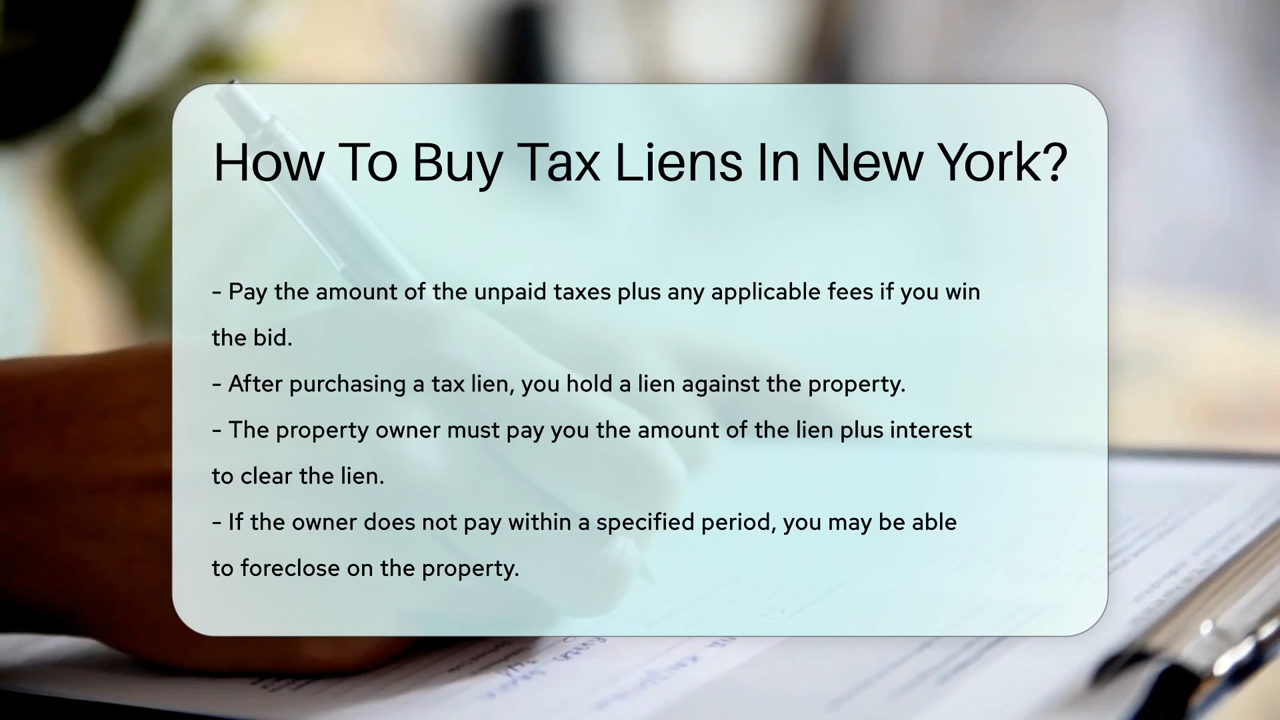 How To Buy Tax Liens In New York?
- Pay the amount of the unpaid taxes plus any applicable fees if you win
the bid.
- After purchasing a tax lien, you hold a lien against the property.
- The property owner must pay you the amount of the lien plus interest
to clear the lien.
- If the owner does not pay within a specified period, you may be able
to foreclose on the property.